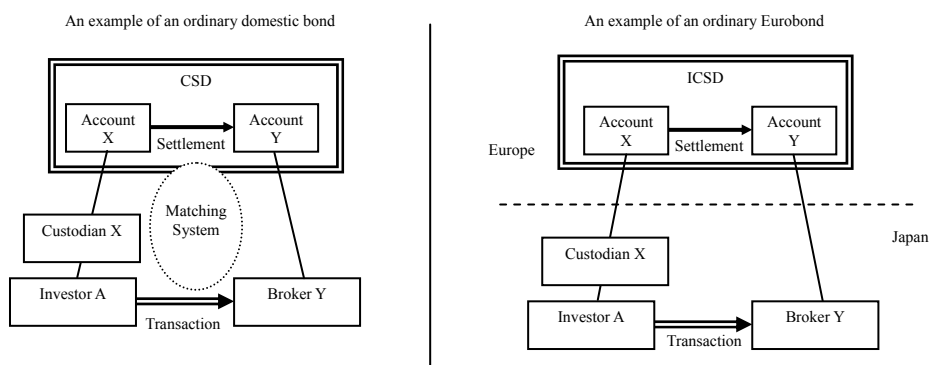 An example of an ordinary domestic bond
CSD
Account
X
Account
Y
Settlement
Matching
System
Custodian X
Investor A
Broker Y
Transaction
An example of an ordinary Eurobond
ICSD
Account
X
Account
Y
Settlement
Europe
Japan
Custodian X
Investor A
Broker Y
Transaction